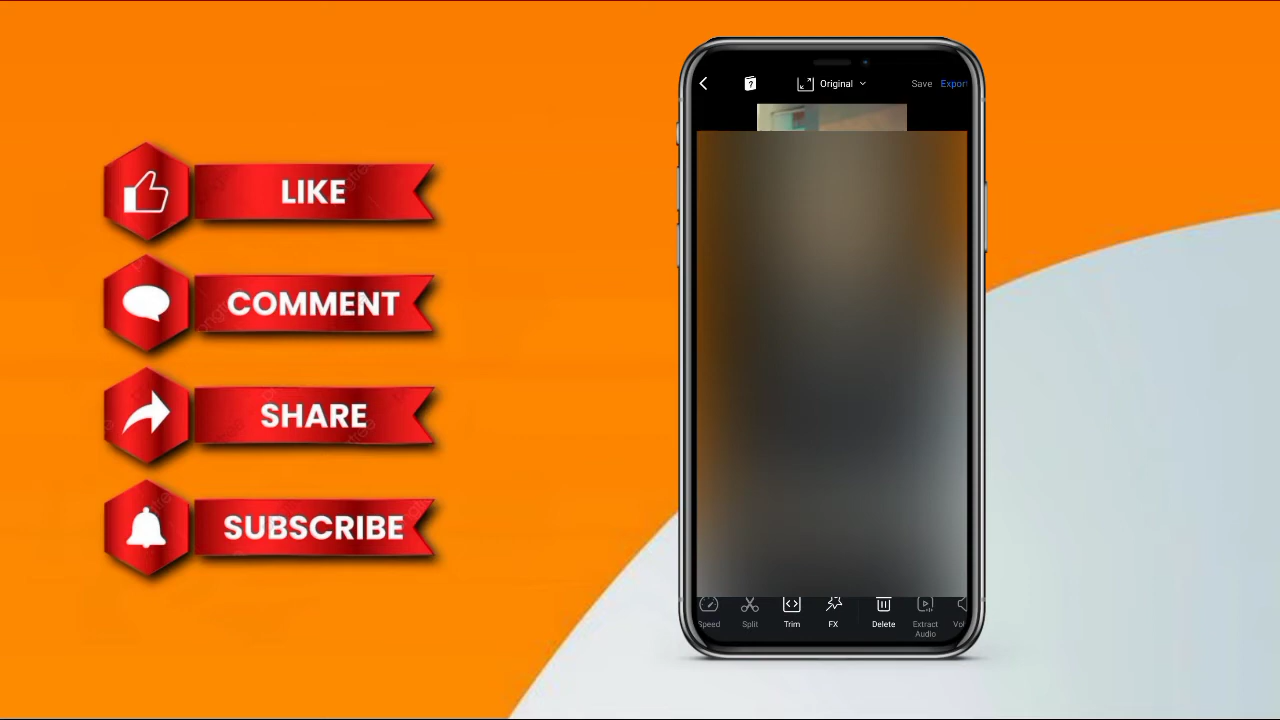 LIKE
COMMENT
SHARE
SUBSCRIBE
Original
Save
Export
Speed
Split
Trim
FX
Delete
Extract
Audio